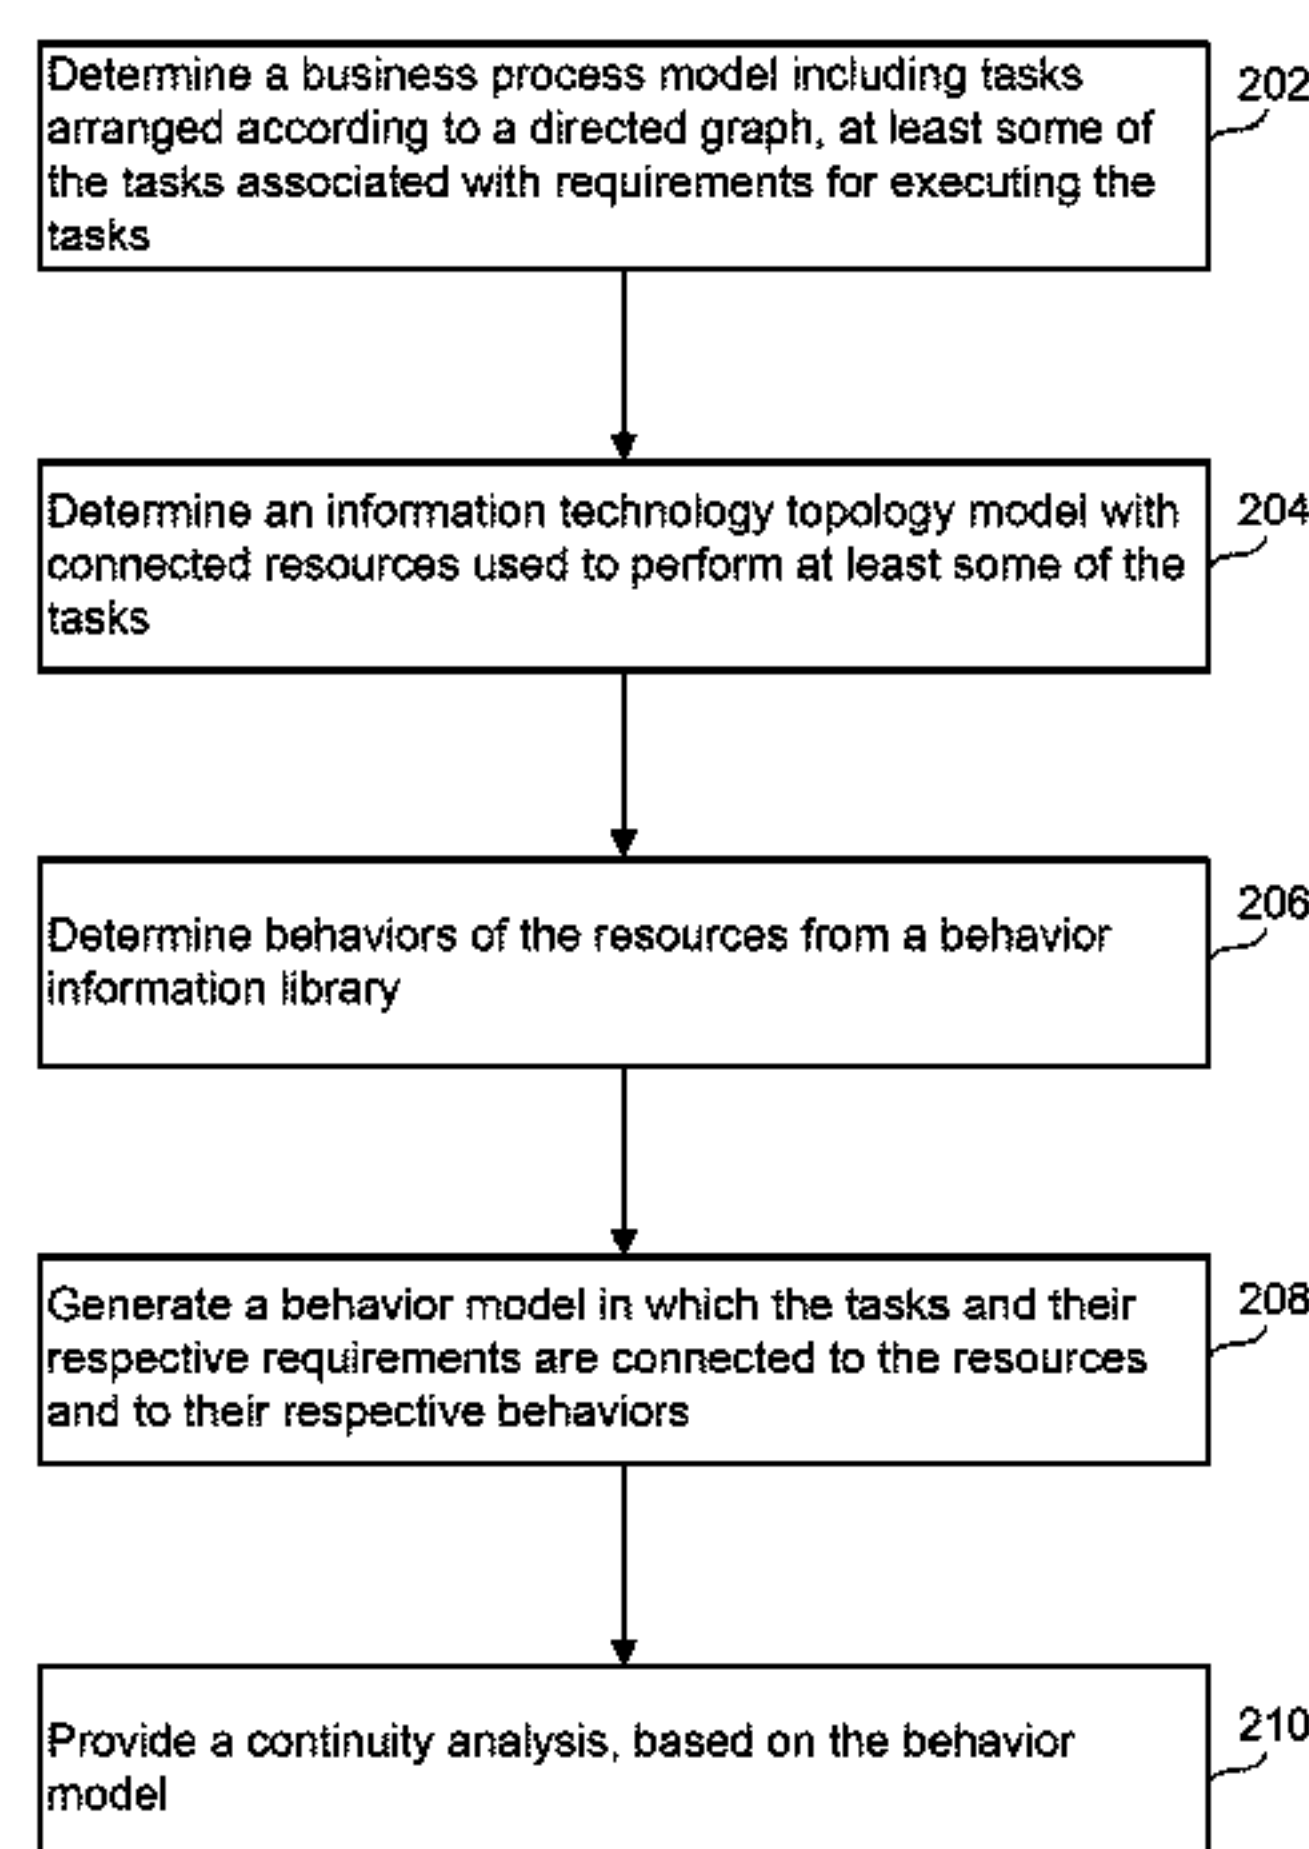 Determine a business process model including tasks
arranged according to a directed graph, at least some of
the tasks associated with requirements for executing the
tasks
202
Determine an information technology topology model with
connected resources used to perform at least some of the
tasks
204
Determine behaviors of the resources from a behavior
information library
206
Generate a behavior model in which the tasks and their
respective requirements are connected to the resources
and to their respective behaviors
208
Provide a continuity analysis, based on the behavior
model
210